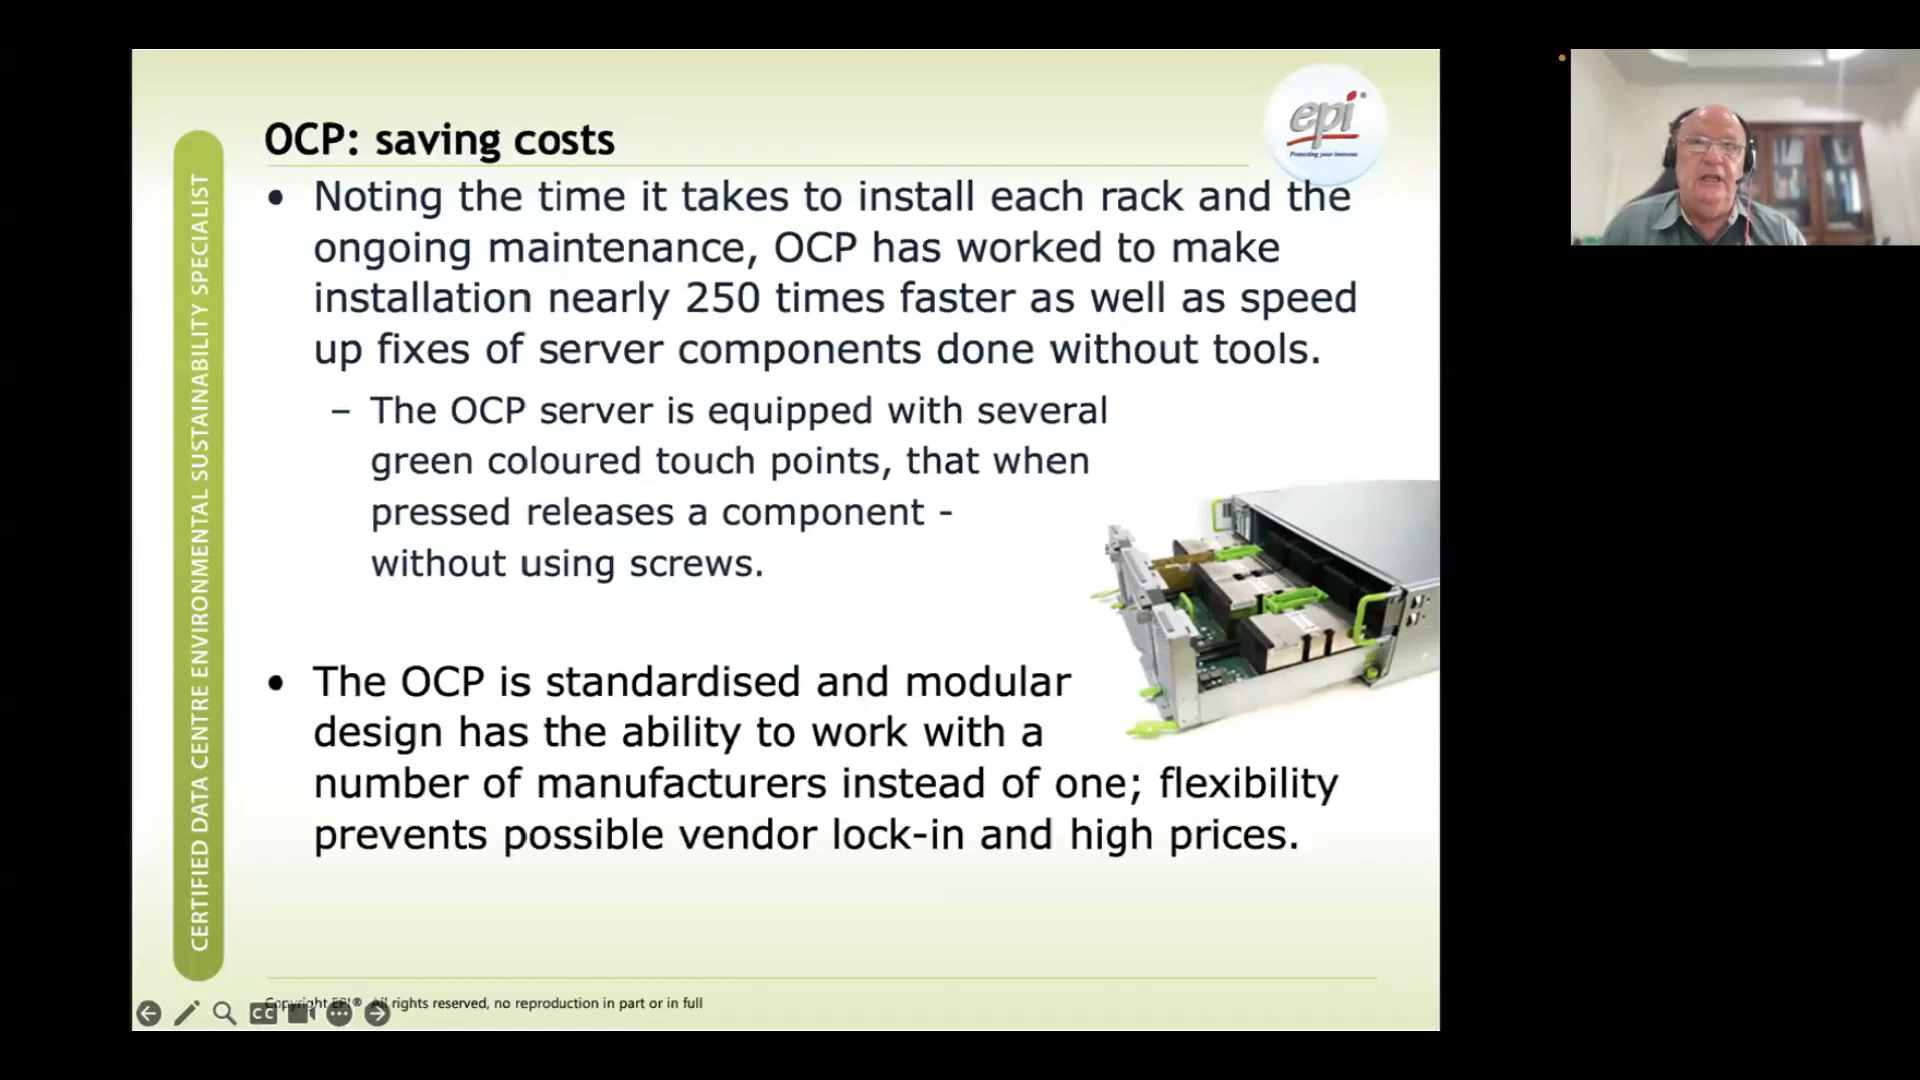 OCP: saving costs
epi®
Protecting your interests
• Noting the time it takes to install each rack and the
ongoing maintenance, OCP has worked to make
installation nearly 250 times faster as well as speed
up fixes of server components done without tools.
– The OCP server is equipped with several
green coloured touch points, that when
pressed releases a component -
without using screws.
• The OCP is standardised and modular
design has the ability to work with a
number of manufacturers instead of one; flexibility
prevents possible vendor lock-in and high prices.
CERTIFIED DATA CENTRE ENVIRONMENTAL SUSTAINABILITY SPECIALIST
Copyright EPI® All rights reserved, no reproduction in part or in full
CC